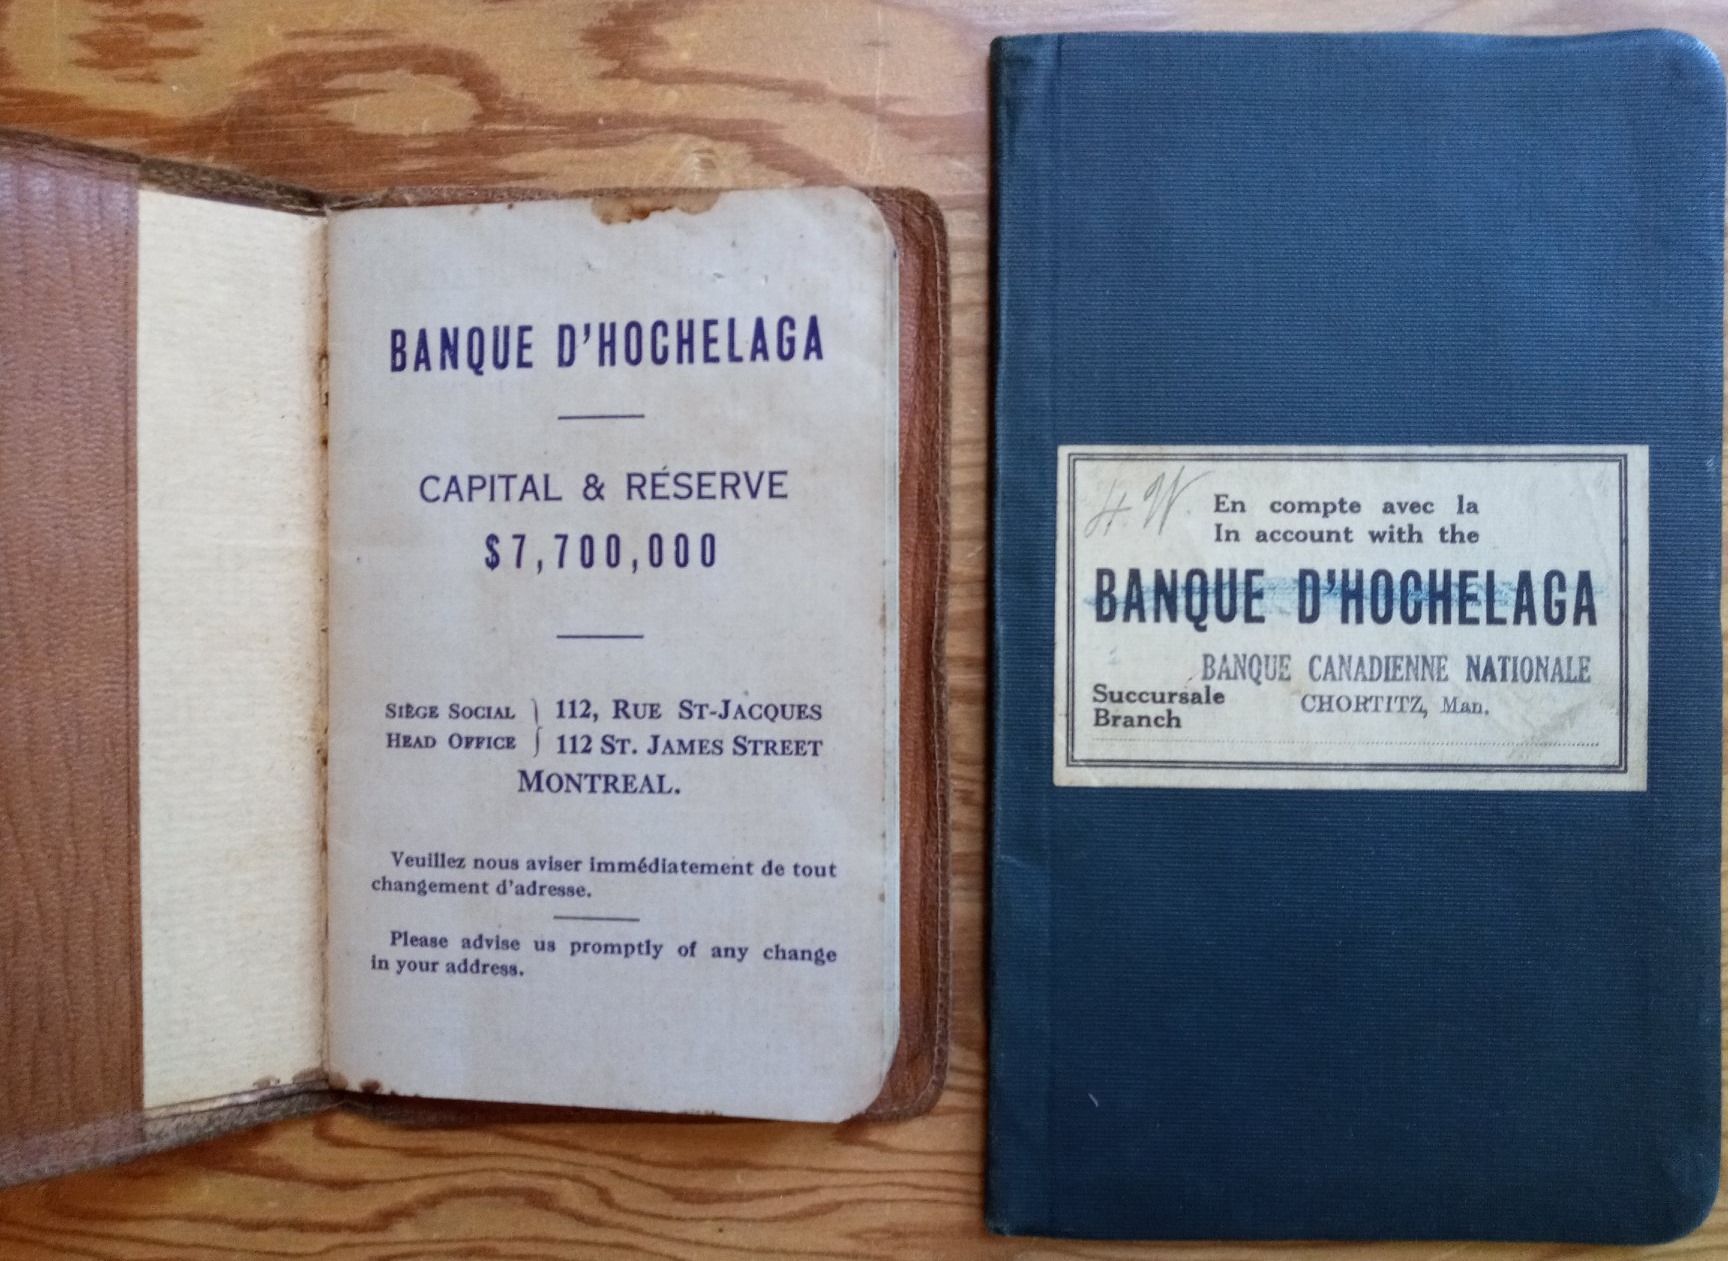 BANQUE D'HOCHELAGA
CAPITAL & RÉSERVE
$7,700,000
SIÈGE SOCIAL } 112, RUE ST-JACQUES
HEAD OFFICE } 112 ST. JAMES STREET
MONTREAL.
Veuillez nous aviser immédiatement de tout
changement d'adresse.
Please advise us promptly of any change
in your address.
En compte avec la
In account with the
BANQUE D'HOCHELAGA
BANQUE CANADIENNE NATIONALE
Succursale
Branch
CHORTITZ, Man.